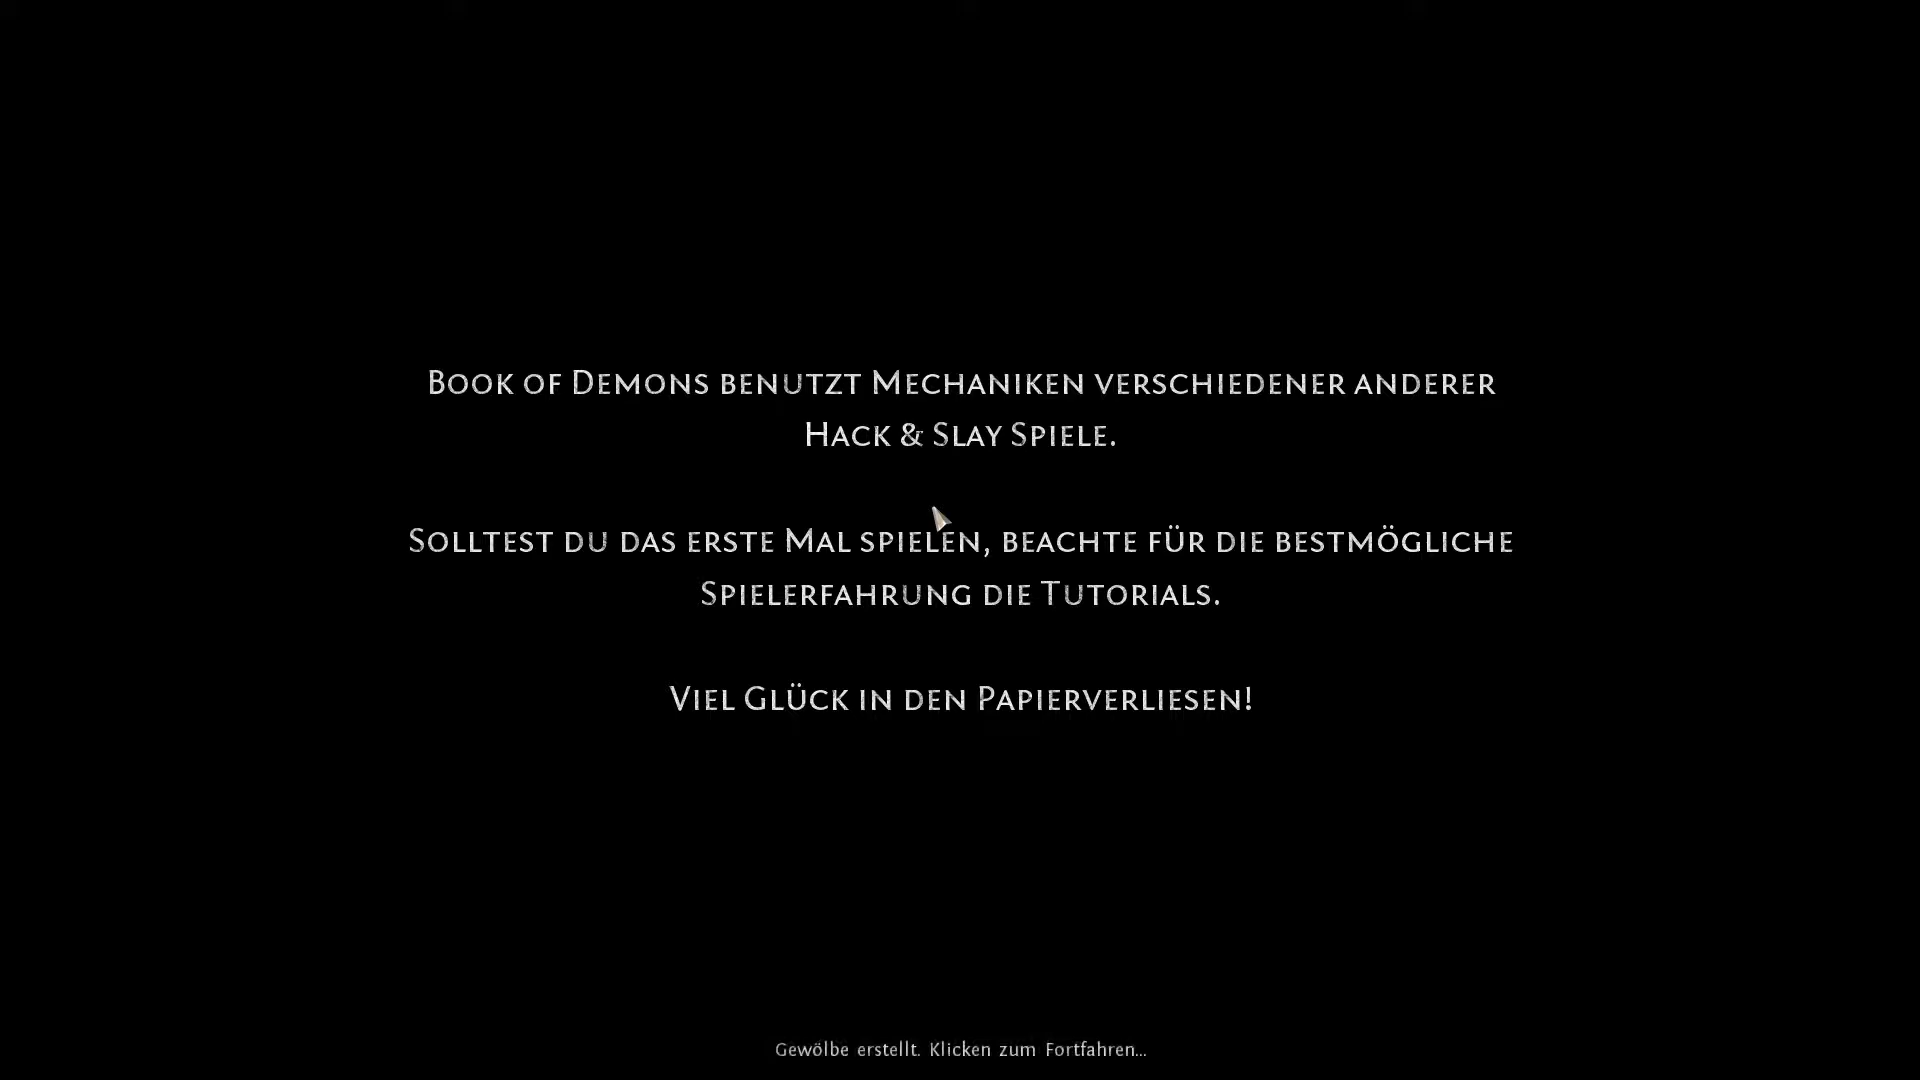 Book of Demons benutzt Mechaniken verschiedener anderer
Hack & Slay Spiele.
Solltest du das erste Mal spielen, beachte für die bestmögliche
Spielerfahrung die Tutorials.
Viel Glück in den Papierverliesen!
Gewölbe erstellt. Klicken zum Fortfahren...